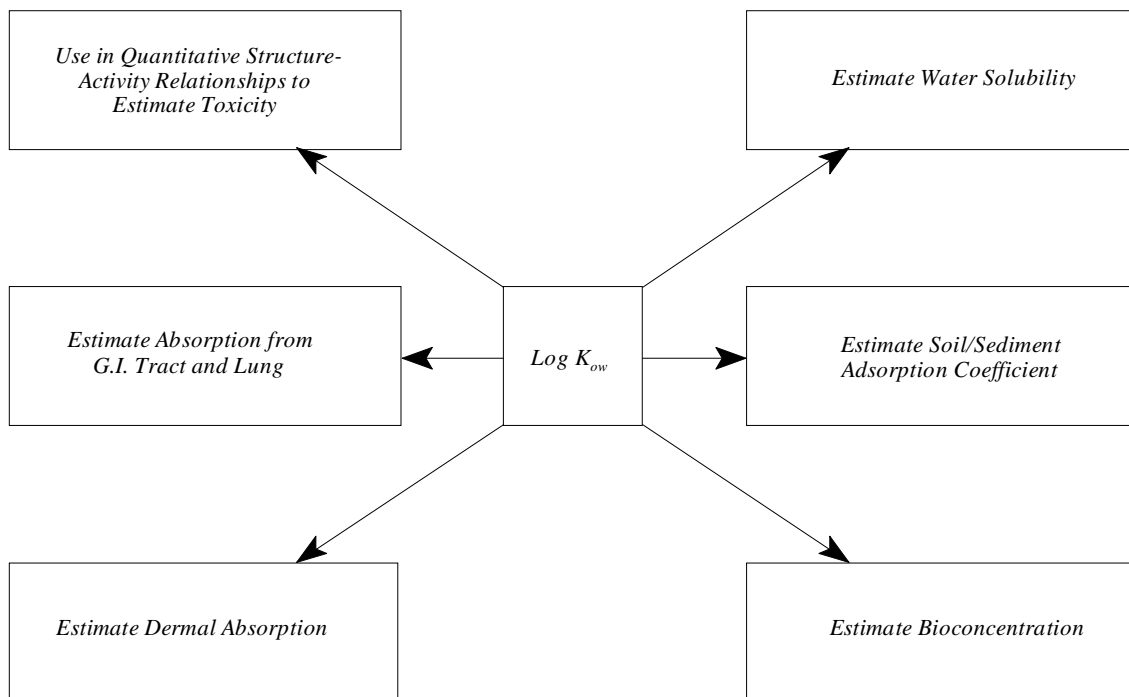 Use in Quantitative Structure-
Activity Relationships to
Estimate Toxicity
Estimate Water Solubility
Estimate Absorption from
G.I. Tract and Lung
Log Kow
Estimate Soil/Sediment
Adsorption Coefficient
Estimate Dermal Absorption
Estimate Bioconcentration